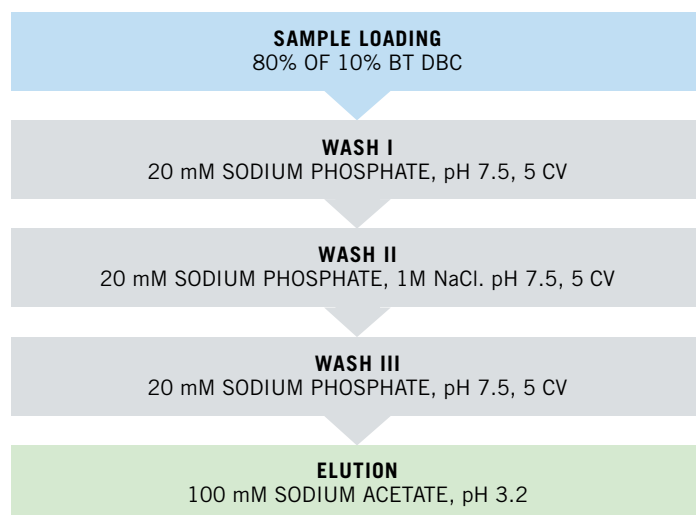 SAMPLE LOADING
80% OF 10% BT DBC
WASH I
20 mM SODIUM PHOSPHATE, pH 7.5, 5 CV
WASH II
20 mM SODIUM PHOSPHATE, 1M NaCl. pH 7.5, 5 CV
WASH III
20 mM SODIUM PHOSPHATE, pH 7.5, 5 CV
ELUTION
100 mM SODIUM ACETATE, pH 3.2